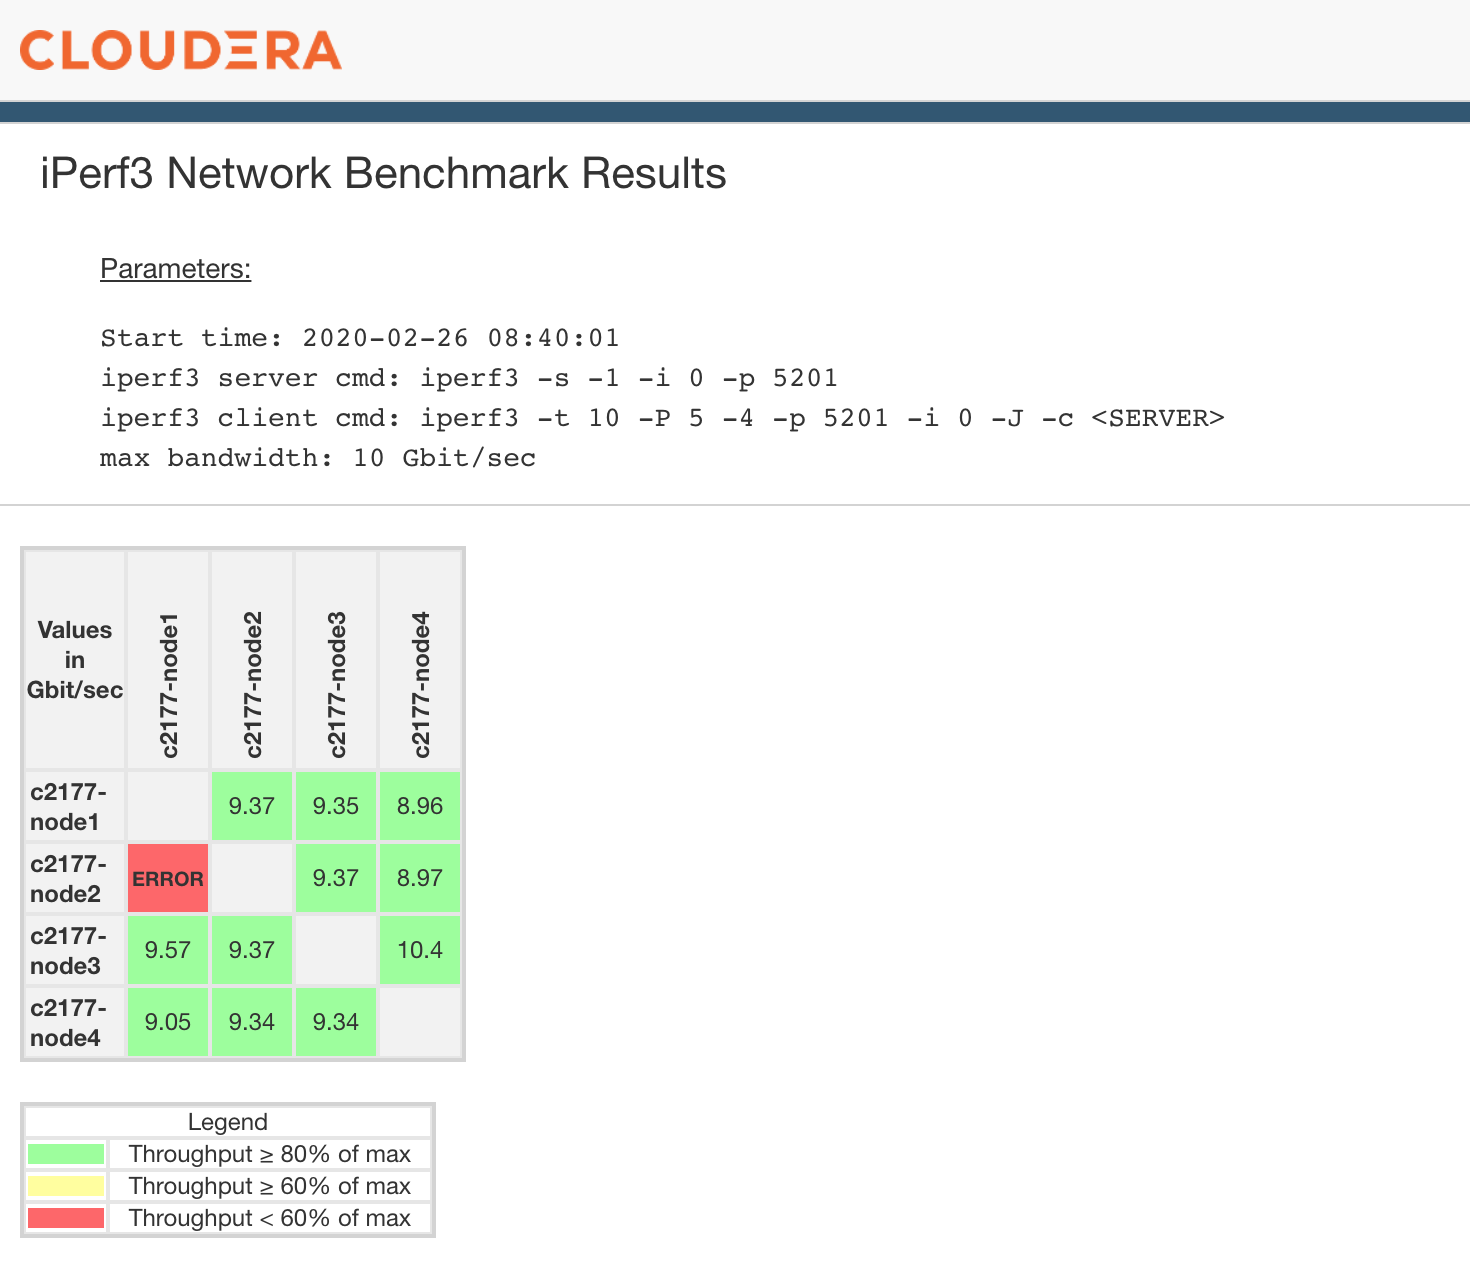 CLOUDERA
iPerf3 Network Benchmark Results
Parameters:
Start time: 2020-02-26 08:40:01
iperf3 server cmd: iperf3 -s -1 -i 0 -p 5201
iperf3 client cmd: iperf3 -t 10 -P 5 -4 -p 5201 -i 0 -J -c <SERVER>
max bandwidth: 10 Gbit/sec
Values
in
Gbit/sec
c2177-node1
c2177-node2
c2177-node3
c2177-node4
c2177-
node1
9.37 9.35 8.96
c2177-
node2
ERROR 9.37 8.97
c2177-
node3
9.57 9.37 10.4
c2177-
node4
9.05 9.34 9.34
Legend
Throughput ≥ 80% of max
Throughput ≥ 60% of max
Throughput < 60% of max